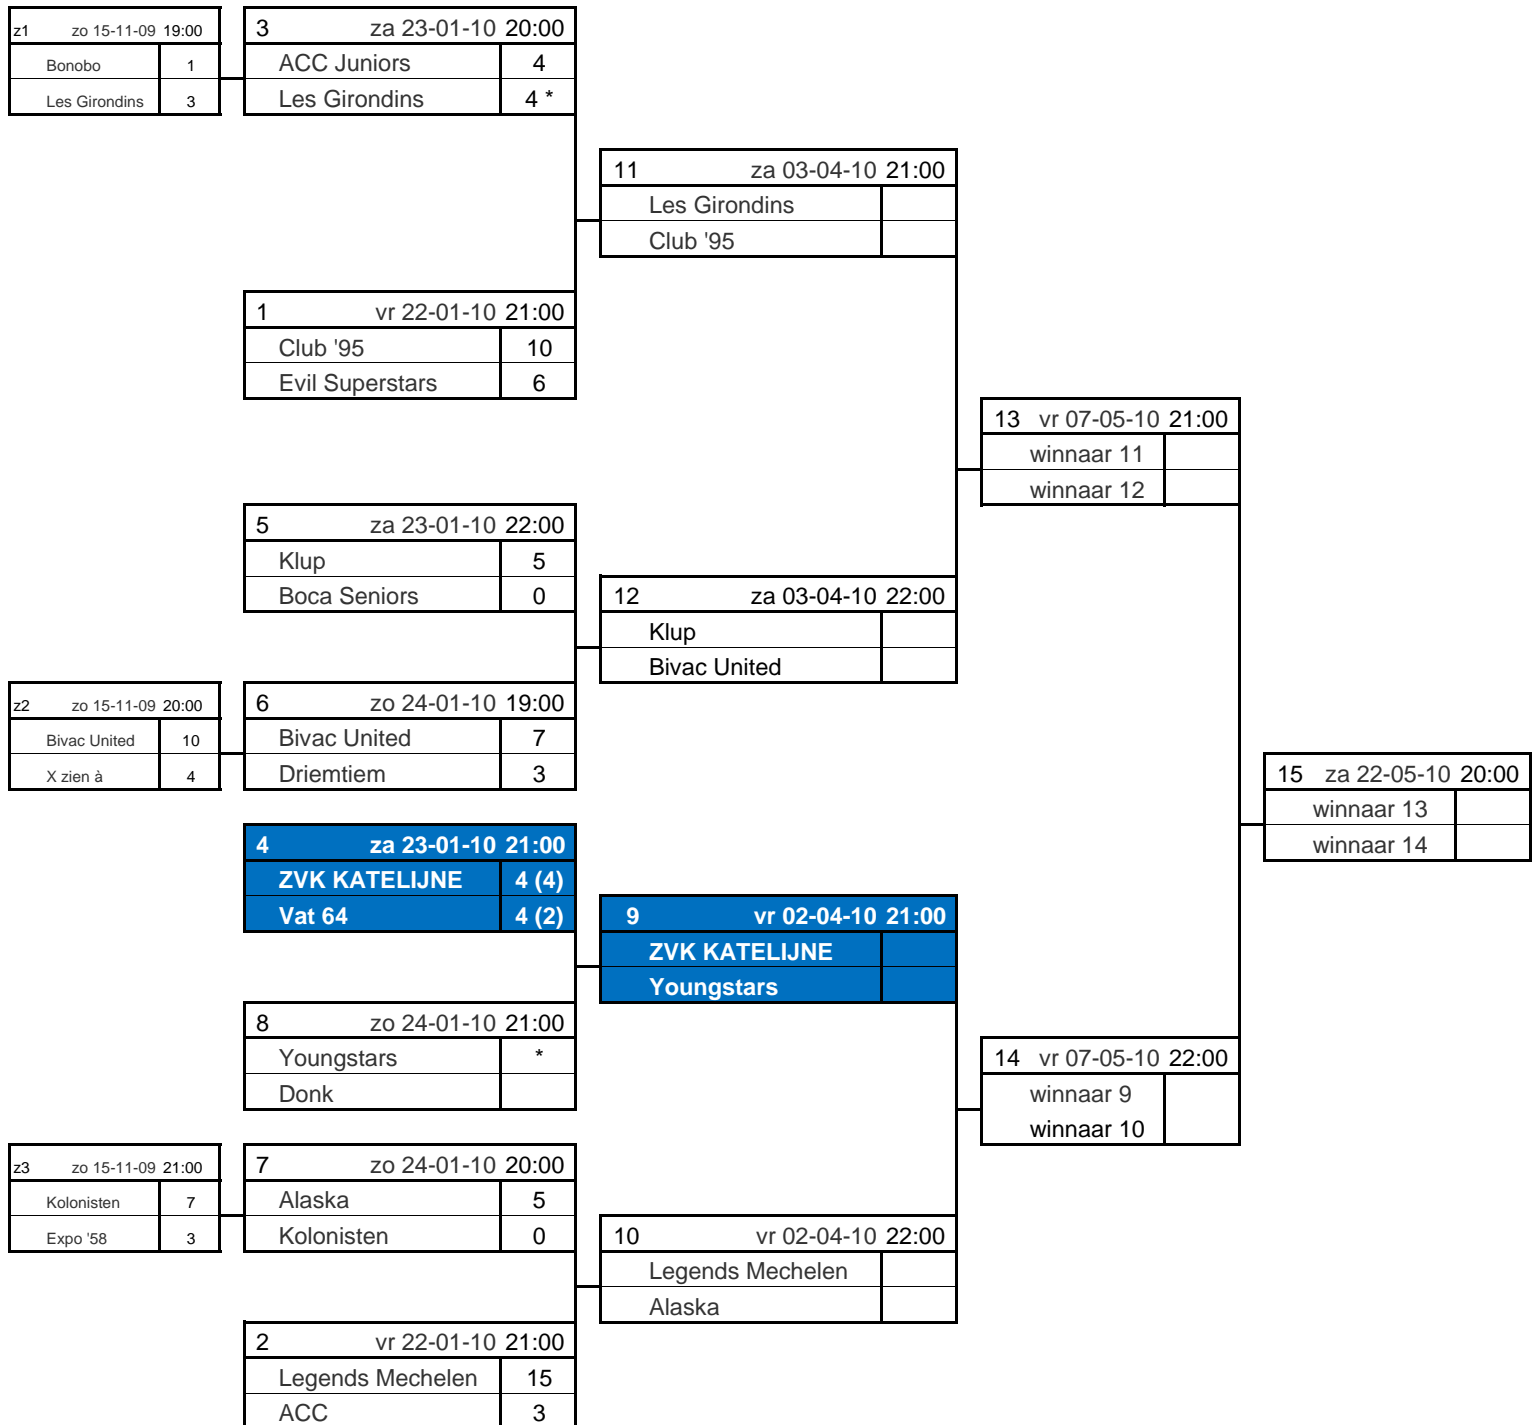 z1 zo 15-11-09 19:00
Bonobo 1
Les Girondins 3
3 za 23-01-10 20:00
ACC Juniors 4
Les Girondins 4 *
11 za 03-04-10 21:00
Les Girondins
Club '95
1 vr 22-01-10 21:00
Club '95 10
Evil Superstars 6
13 vr 07-05-10 21:00
winnaar 11
winnaar 12
5 za 23-01-10 22:00
Klup 5
Boca Seniors 0
12 za 03-04-10 22:00
Klup
Bivac United
z2 zo 15-11-09 20:00
Bivac United 10
X zien à 4
6 zo 24-01-10 19:00
Bivac United 7
Driemtiem 3
15 za 22-05-10 20:00
winnaar 13
winnaar 14
4 za 23-01-10 21:00
ZVK KATELIJNE 4 (4)
Vat 64 4 (2)
9 vr 02-04-10 21:00
ZVK KATELIJNE
Youngstars
8 zo 24-01-10 21:00
Youngstars *
Donk
14 vr 07-05-10 22:00
winnaar 9
winnaar 10
z3 zo 15-11-09 21:00
Kolonisten 7
Expo '58 3
7 zo 24-01-10 20:00
Alaska 5
Kolonisten 0
10 vr 02-04-10 22:00
Legends Mechelen
Alaska
2 vr 22-01-10 21:00
Legends Mechelen 15
ACC 3